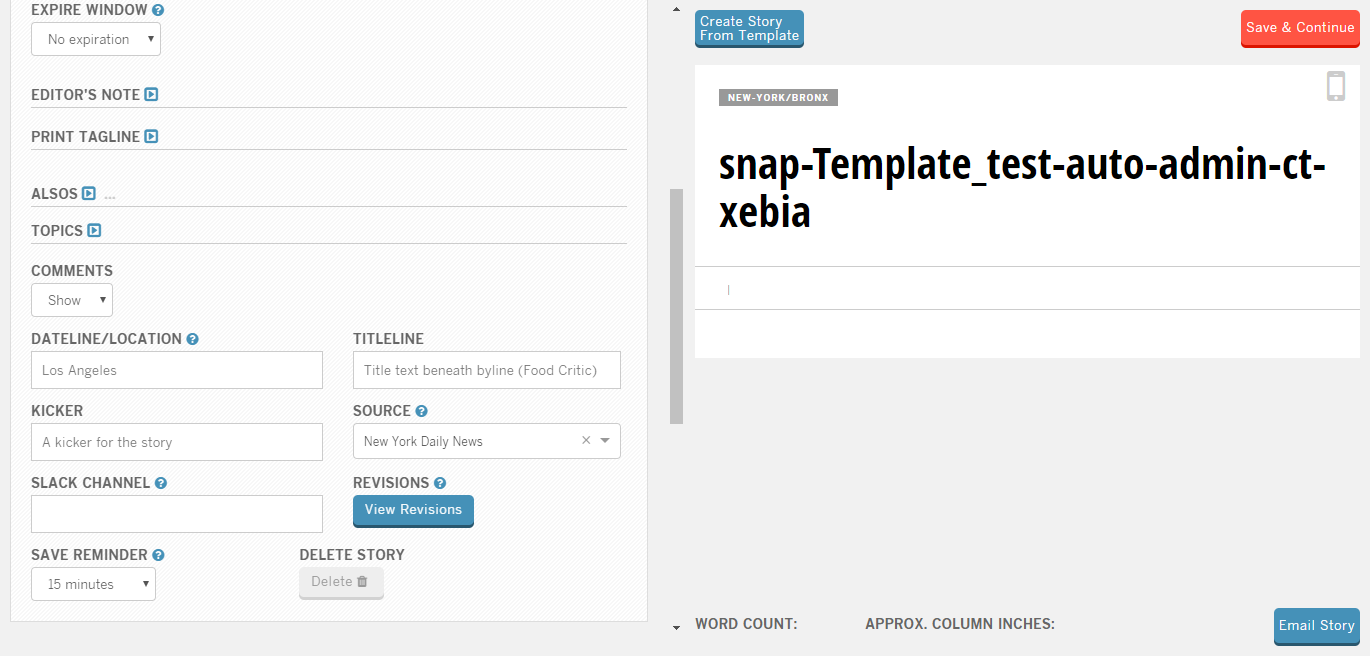 EXPIRE WINDOW
No expiration
EDITOR'S NOTE
PRINT TAGLINE
ALSOS ...
TOPICS
COMMENTS
Show
DATELINE/LOCATION
Los Angeles
TITLELINE
Title text beneath byline (Food Critic)
KICKER
A kicker for the story
SOURCE
New York Daily News
SLACK CHANNEL
REVISIONS
View Revisions
SAVE REMINDER
15 minutes
DELETE STORY
Delete
Create Story
From Template
Save & Continue
NEW-YORK/BRONX
snap-Template_test-auto-admin-ct-
xebia
|
WORD COUNT:
APPROX. COLUMN INCHES:
Email Story